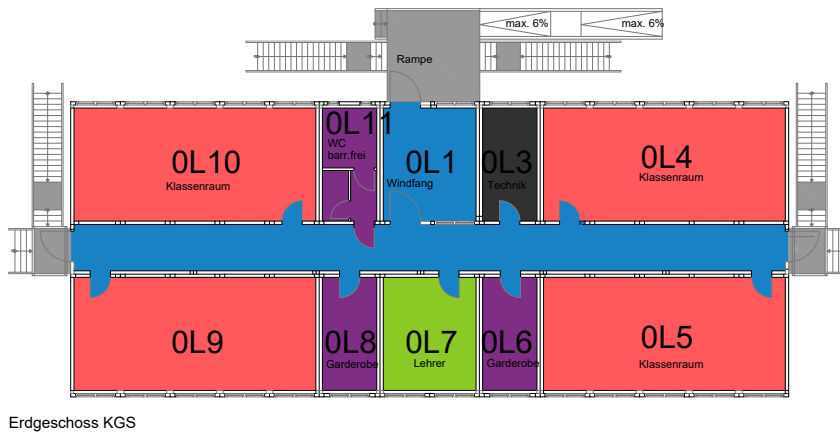 max. 6%
max. 6%
Rampe
0L11
WC
barr.frei
0L10
Klassenraum
0L1
Windfang
0L3
Technik
0L4
Klassenraum
0L9
0L8
Garderobe
0L7
Lehrer
0L6
Garderobe
0L5
Klassenraum
Erdgeschoss KGS